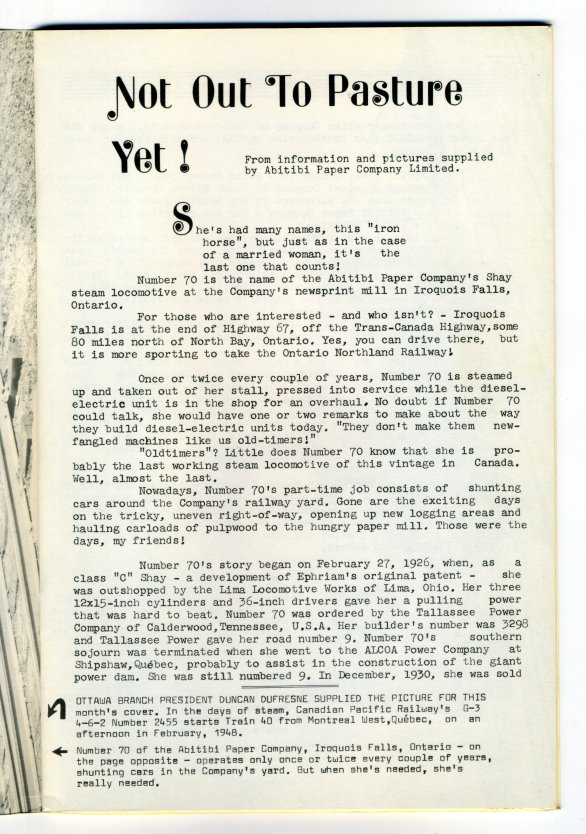 Not Out To Pasture
Yet!
From information and pictures supplied
by Abitibi Paper Company Limited.
She's had many names, this "iron
horse", but just as in the case
of a married woman, it's the
last one that counts!
Number 70 is the name of the Abitibi Paper Company's Shay
steam locomotive at the Company's newsprint mill in Iroquois Falls,
Ontario.
For those who are interested - and who isn't? - Iroquois
Falls is at the end of Highway 67, off the Trans-Canada Highway,some
80 miles north of North Bay, Ontario. Yes, you can drive there, but
it is more sporting to take the Ontario Northland Railway!
Once or twice every couple of years, Number 70 is steamed
up and taken out of her stall, pressed into service while the diesel-
electric unit is in the shop for an overhaul. No doubt if Number 70
could talk, she would have one or two remarks to make about the way
they build diesel-electric units today. "They don't make them new-
fangled machines like us old-timers!"
"Oldtimers"? Little does Number 70 know that she is pro-
bably the last working steam locomotive of this vintage in Canada.
Well, almost the last.
Nowadays, Number 70's part-time job consists of shunting
cars around the Company's railway yard. Gone are the exciting days
on the tricky, uneven right-of-way, opening up new logging areas and
hauling carloads of pulpwood to the hungry paper mill. Those were the
days, my friends!
Number 70's story began on February 27, 1926, when, as a
class "C" Shay - a development of Ephriam's original patent - she
was outshopped by the Lima Locomotive Works of Lima, Ohio. Her three
12x15-inch cylinders and 36-inch drivers gave her a pulling power
that was hard to beat. Number 70 was ordered by the Tallassee Power
Company of Calderwood,Tennessee, U.S.A. Her builder's number was 3298
and Tallassee Power gave her road number 9. Number 70's southern
sojourn was terminated when she went to the ALCOA Power Company at
Shipshaw,Québec, probably to assist in the construction of the giant
power dam. She was still numbered 9. In December, 1930, she was sold
OTTAWA BRANCH PRESIDENT DUNCAN DUFRESNE SUPPLIED THE PICTURE FOR THIS
month's cover. In the days of steam, Canadian Pacific Railway's G-3
4-6-2 Number 2455 starts Train 40 from Montreal West,Québec, on an
afternoon in February, 1948.
Number 70 of the Abitibi Paper Company, Iroquois Falls, Ontario - on
the page opposite - operates only once or twice every couple of years,
shunting cars in the Company's yard. But when she's needed, she's
really needed.